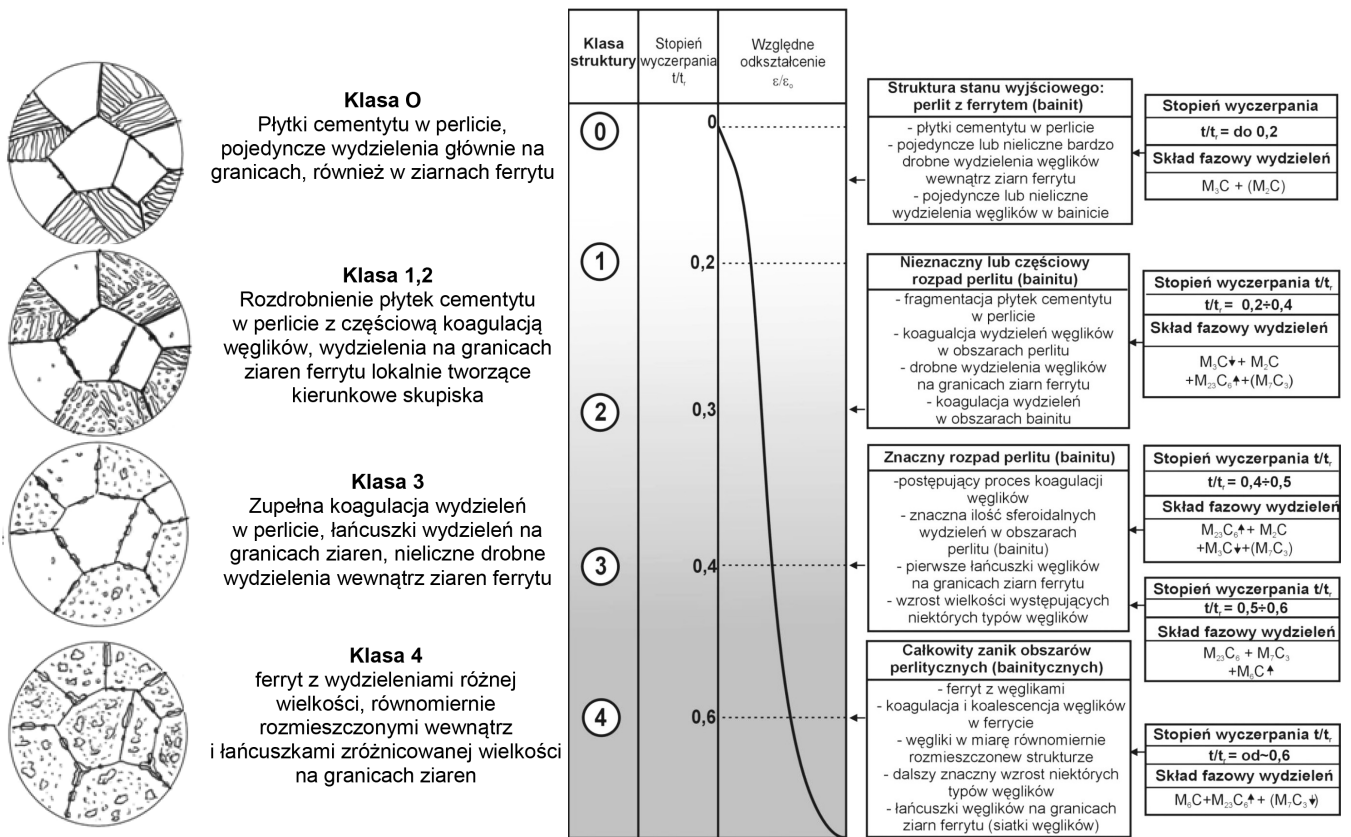 Klasa O
Płytki cementytu w perlicie,
pojedyncze wydzielenia głównie na
granicach, również w ziarnach ferrytu
Klasa 1,2
Rozdrobnienie płytek cementytu
w perlicie z częściową koagulacją
węglików, wydzielenia na granicach
ziaren ferrytu lokalnie tworzące
kierunkowe skupiska
Klasa 3
Zupełna koagulacja wydzieleń
w perlicie, łańcuszki wydzieleń na
granicach ziaren, nieliczne drobne
wydzielenia wewnątrz ziaren ferrytu
Klasa 4
ferryt z wydzieleniami różnej
wielkości, równomiernie
rozmieszczonymi wewnątrz
i łańcuszkami zróżnicowanej wielkości
na granicach ziaren
Klasa
struktury
Stopień
wyczerpania
t/tᵣ
Względne
odkształcenie
ε/ε₀
0
0
1
0,2
2
0,3
3
0,4
4
0,6
Struktura stanu wyjściowego:
perlit z ferrytem (bainit)
- płytki cementytu w perlicie
- pojedyncze lub nieliczne bardzo
drobne wydzielenia węglików
wewnątrz ziarn ferrytu
- pojedyncze lub nieliczne
wydzielenia węglików w bainicie
Nieznaczny lub częściowy
rozpad perlitu (bainitu)
- fragmentacja płytek cementytu
w perlicie
- koagualcja wydzieleń węglików
w obszarach perlitu
- drobne wydzielenia węglików
na granicach ziarn ferrytu
- koagulacja wydzieleń
w obszarach bainitu
Znaczny rozpad perlitu (bainitu)
-postępujący proces koagulacji
węglików
- znaczna ilość sferoidalnych
wydzieleń w obszarach
perlitu (bainitu)
- pierwsze łańcuszki węglików
na granicach ziarn ferrytu
- wzrost wielkości występujących
niektórych typów węglików
Całkowity zanik obszarów
perlitycznych (bainitycznych)
- ferryt z węglikami
- koagulacja i koalescencja węglików
w ferrycie
- węgliki w miarę równomiernie
rozmieszczonew strukturze
- dalszy znaczny wzrost niektórych
typów węglików
- łańcuszki węglików na granicach
ziarn ferrytu (siatki węglików)
Stopień wyczerpania
t/tᵣ = do 0,2
Skład fazowy wydzieleń
M₃C + (M₂C)
Stopień wyczerpania t/tᵣ
t/tᵣ = 0,2÷0,4
Skład fazowy wydzieleń
M₃C↓+ M₂C
+M₂₃C₆↑+(M₇C₃)
Stopień wyczerpania t/tᵣ
t/tᵣ = 0,4÷0,5
Skład fazowy wydzieleń
M₂₃C₆↑+ M₂C
+M₃C↓+(M₇C₃)
Stopień wyczerpania t/tᵣ
t/tᵣ = 0,5÷0,6
Skład fazowy wydzieleń
M₂₃C₆ + M₇C₃
+M₆C↑
Stopień wyczerpania t/tᵣ
t/tᵣ = od~0,6
Skład fazowy wydzieleń
M₆C+M₂₃C₆↑+ (M₇C₃↓)